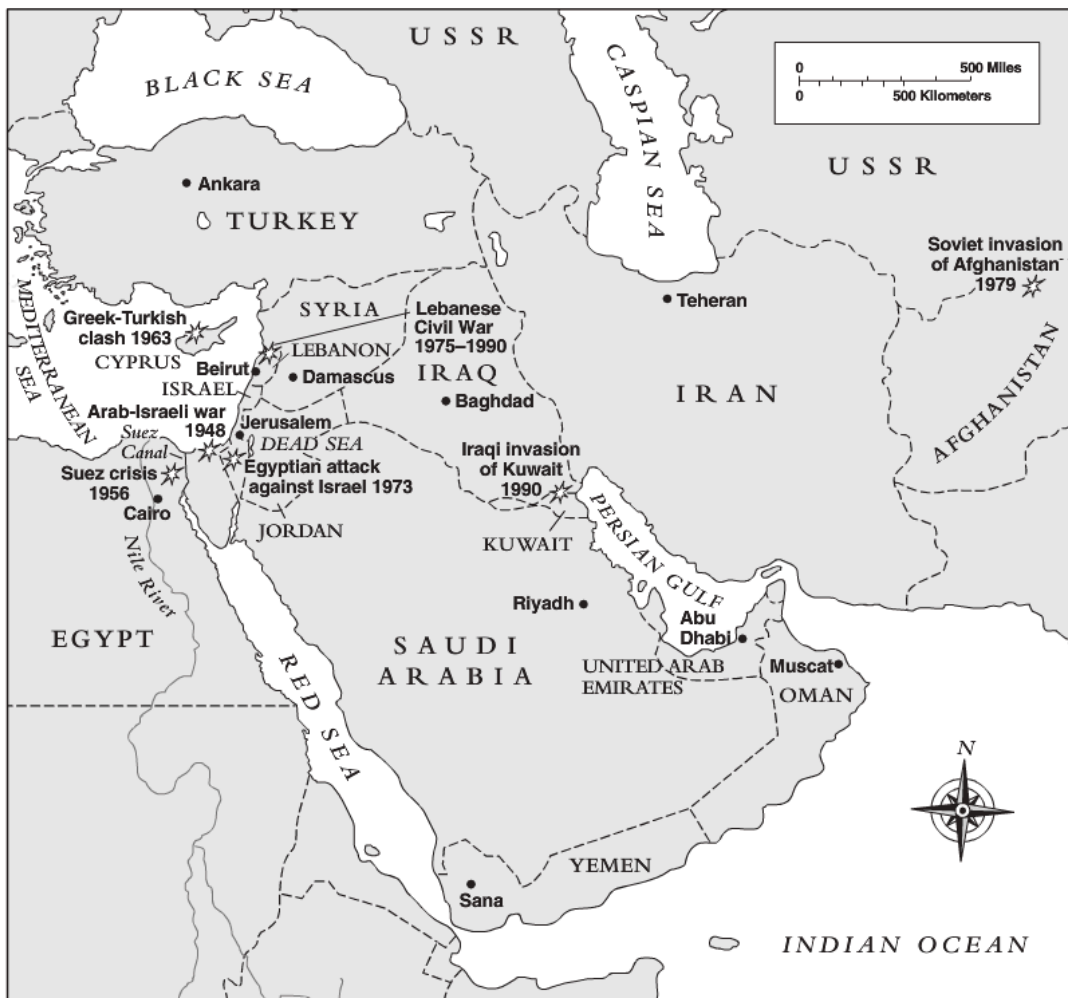 USSR
BLACK SEA
CASPIAN SEA
0 500 Miles
0 500 Kilometers
USSR
Ankara
TURKEY
Soviet invasion
of Afghanistan
1979
MEDITERRANEAN
SEA
Teheran
SYRIA
Lebanese
Civil War
1975–1990
Greek-Turkish
clash 1963
CYPRUS
LEBANON
Beirut
IRAQ
ISRAEL
Damascus
IRAN
AFGHANISTAN
Baghdad
Arab-Israeli war
1948
Suez
Canal
Jerusalem
DEAD SEA
Iraqi invasion
of Kuwait
1990
Suez crisis
1956
Egyptian attack
against Israel 1973
Cairo
JORDAN
KUWAIT
PERSIAN GULF
Nile River
Riyadh
Abu
Dhabi
EGYPT
SAUDI
ARABIA
UNITED ARAB
EMIRATES
Muscat
OMAN
RED SEA
N
YEMEN
Sana
INDIAN OCEAN